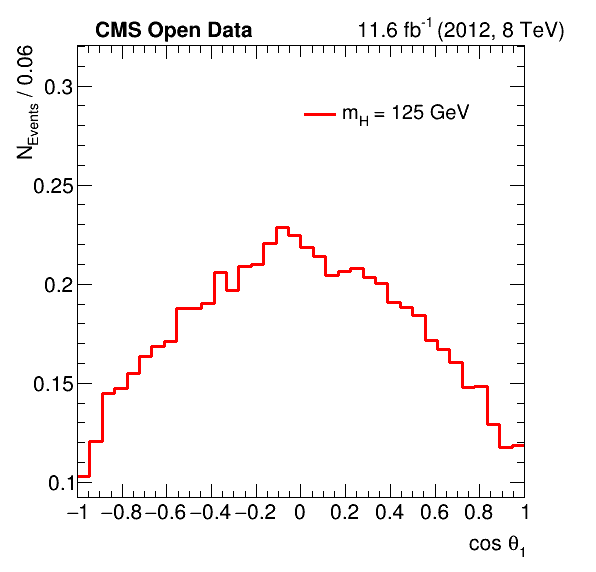 CMS Open Data
11.6 fb⁻¹ (2012, 8 TeV)
N_Events / 0.06
m_H = 125 GeV
0.3
0.25
0.2
0.15
0.1
−1 −0.8 −0.6 −0.4 −0.2 0 0.2 0.4 0.6 0.8 1
cos θ₁